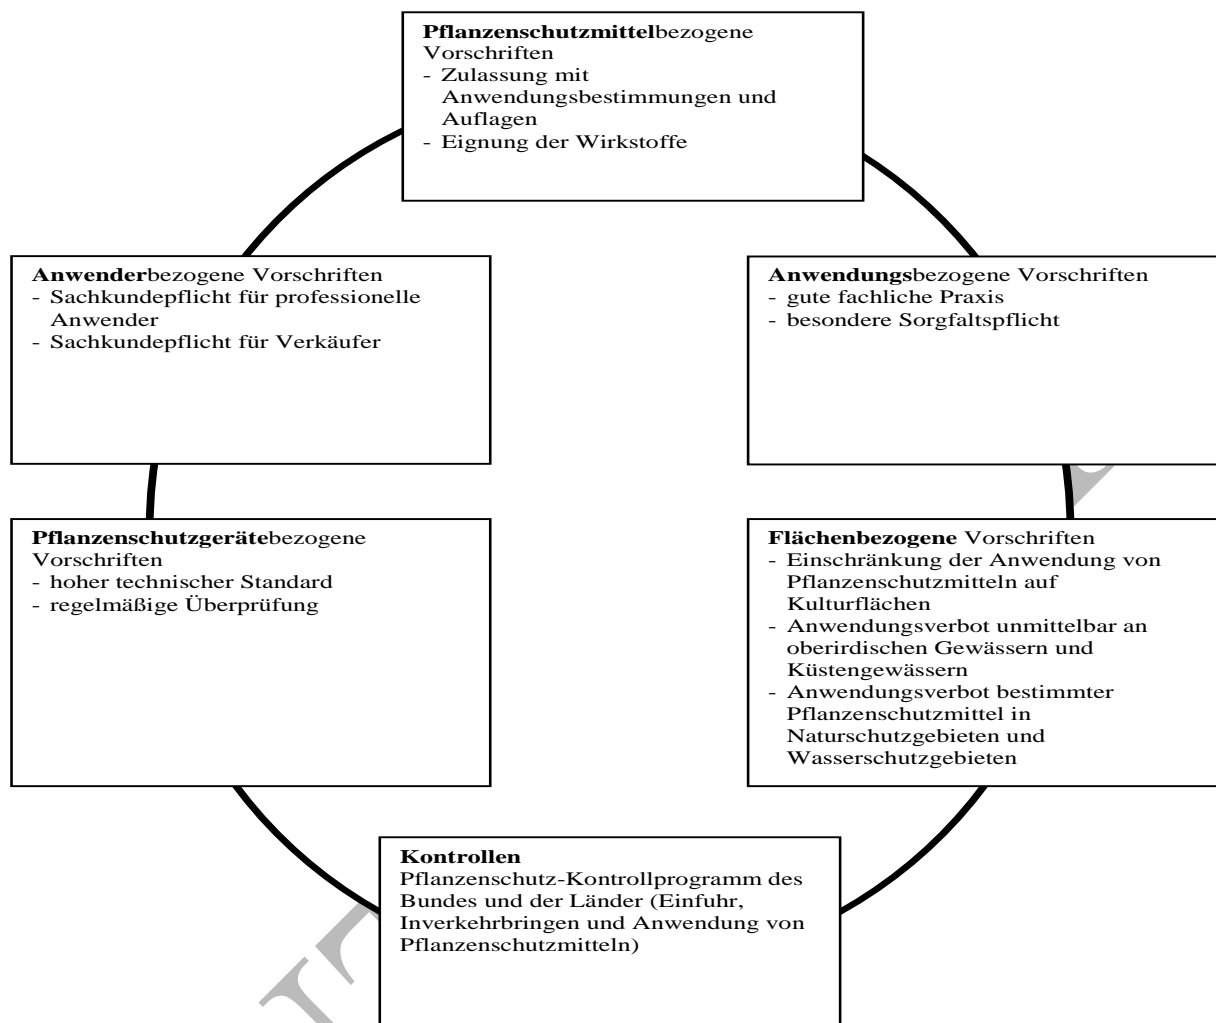 Pflanzenschutzmittelbezogene
Vorschriften
- Zulassung mit
Anwendungsbestimmungen und
Auflagen
- Eignung der Wirkstoffe
Anwenderbezogene Vorschriften
- Sachkundepflicht für professionelle
Anwender
- Sachkundepflicht für Verkäufer
Anwendungsbezogene Vorschriften
- gute fachliche Praxis
- besondere Sorgfaltspflicht
Pflanzenschutzgerätebezogene
Vorschriften
- hoher technischer Standard
- regelmäßige Überprüfung
Flächenbezogene Vorschriften
- Einschränkung der Anwendung von
Pflanzenschutzmitteln auf
Kulturflächen
- Anwendungsverbot unmittelbar an
oberirdischen Gewässern und
Küstengewässern
- Anwendungsverbot bestimmter
Pflanzenschutzmittel in
Naturschutzgebieten und
Wasserschutzgebieten
Kontrollen
Pflanzenschutz-Kontrollprogramm des
Bundes und der Länder (Einfuhr,
Inverkehrbringen und Anwendung von
Pflanzenschutzmitteln)